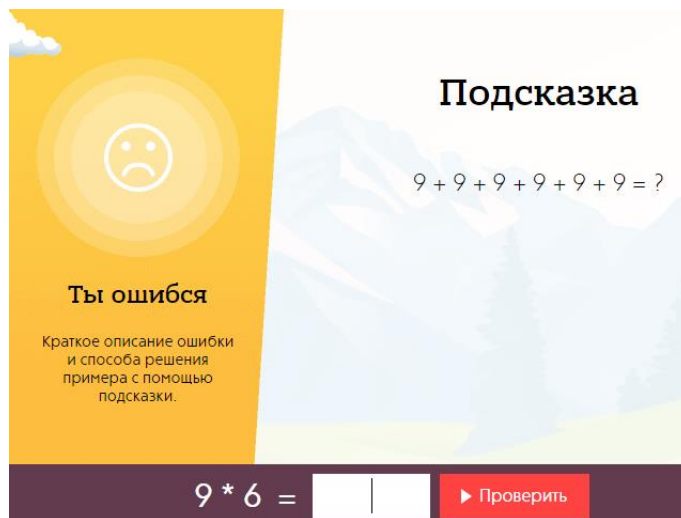 Подсказка
9 + 9 + 9 + 9 + 9 + 9 = ?
Ты ошибся
Краткое описание ошибки
и способа решения
примера с помощью
подсказки.
9 * 6 =
Проверить